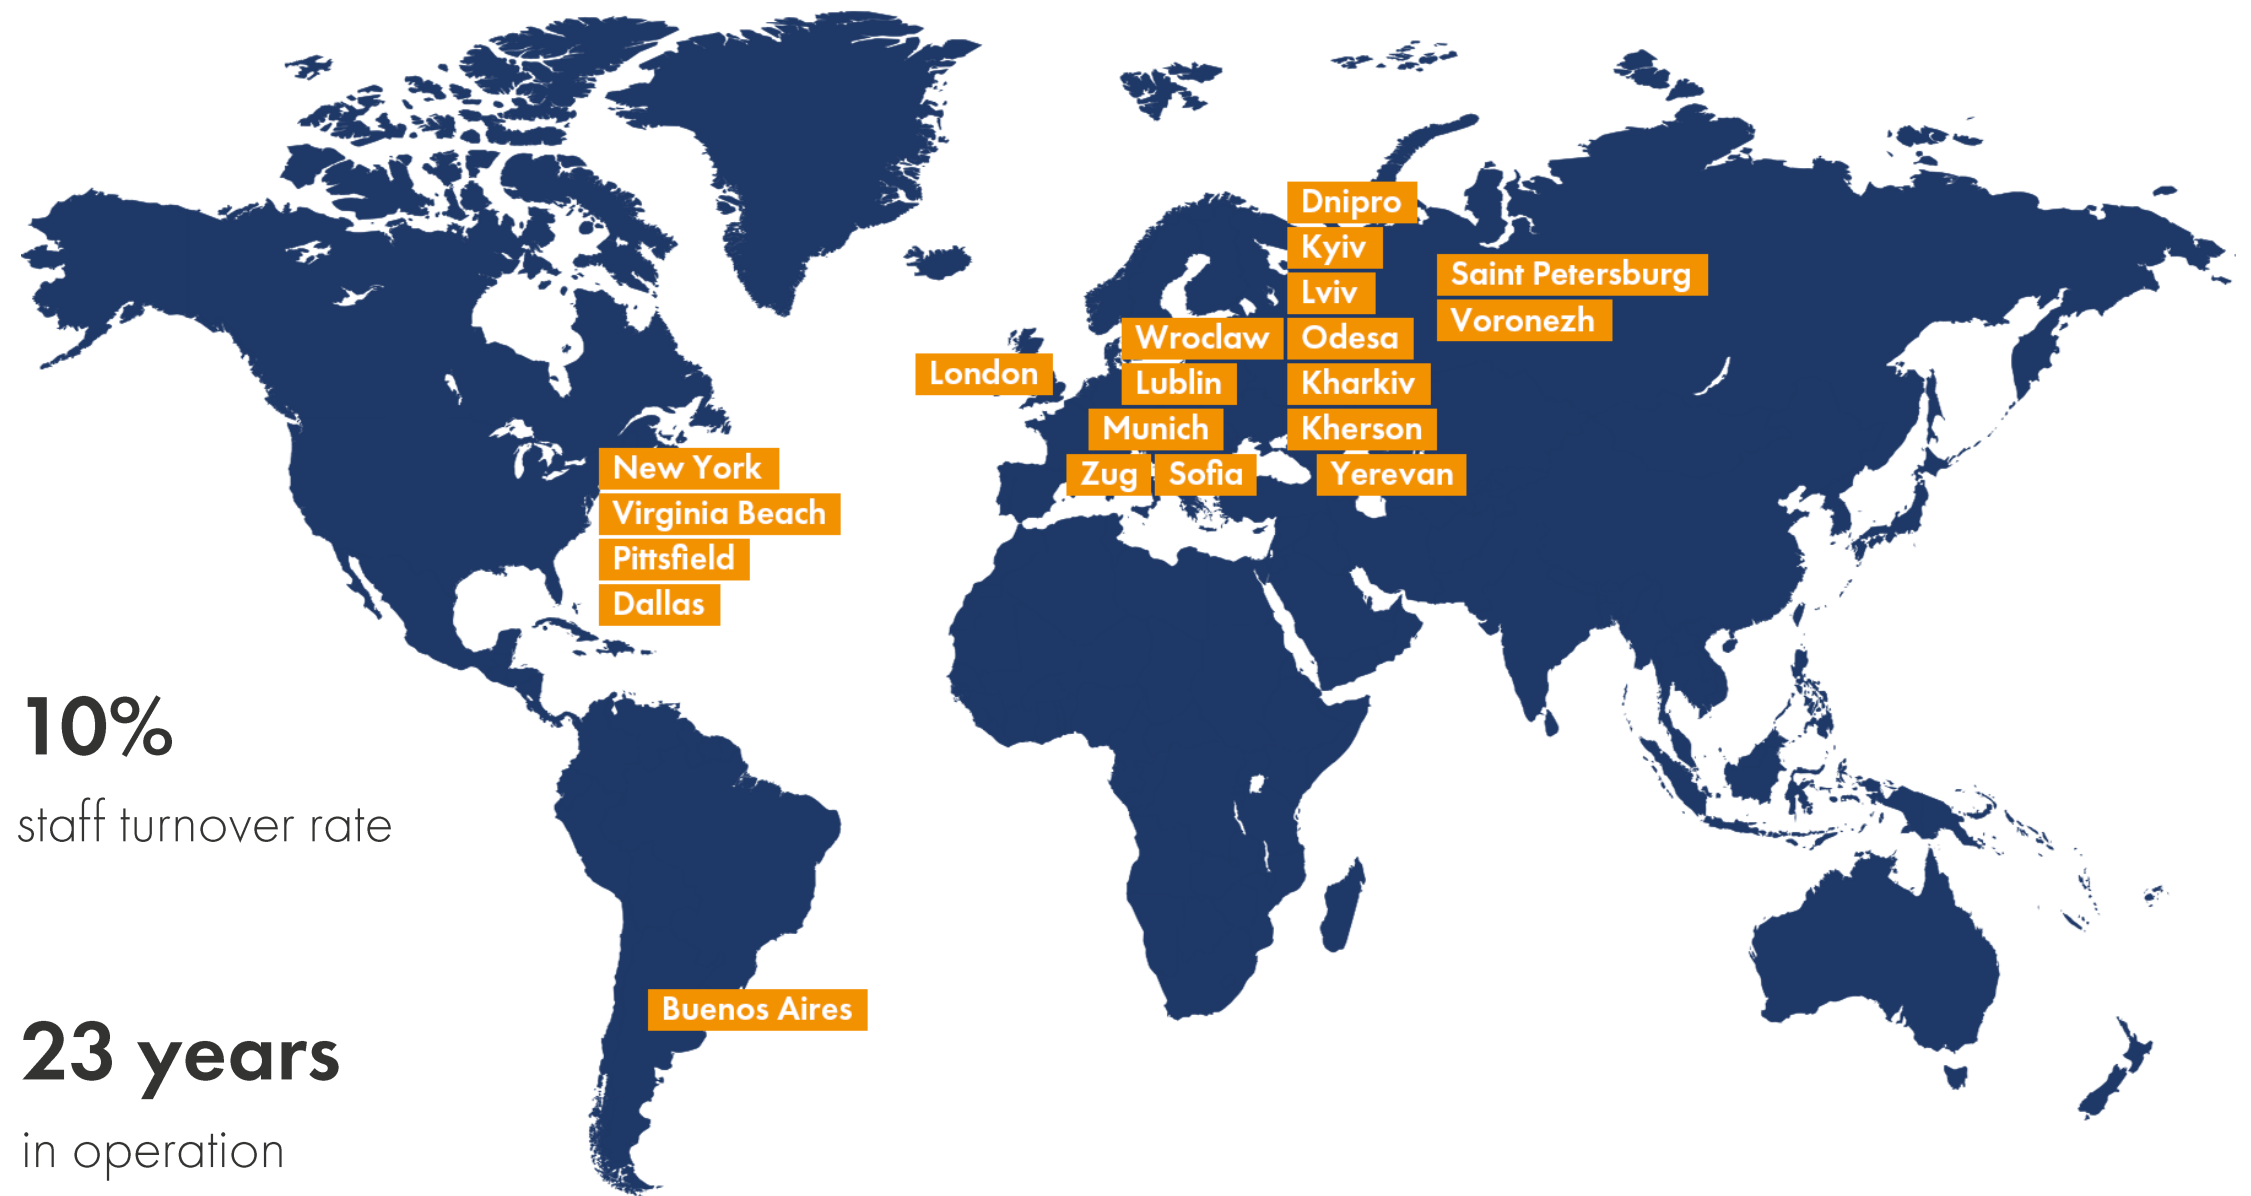 Dnipro
Kyiv
Saint Petersburg
Lviv
Voronezh
Wroclaw
Odesa
London
Lublin
Kharkiv
Munich
Kherson
New York
Zug
Sofia
Yerevan
Virginia Beach
Pittsfield
Dallas
10%
staff turnover rate
Buenos Aires
23 years
in operation